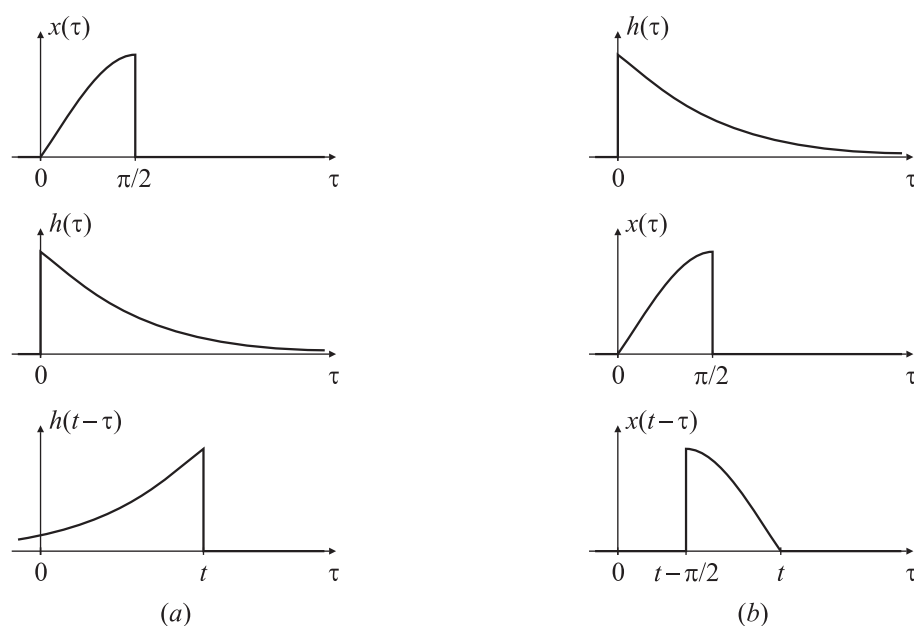 x(τ)
0 π/2 τ
h(τ)
0 τ
h(t−τ)
0 t τ
(a)
h(τ)
0 τ
x(τ)
0 π/2 τ
x(t−τ)
0 t−π/2 t τ
(b)